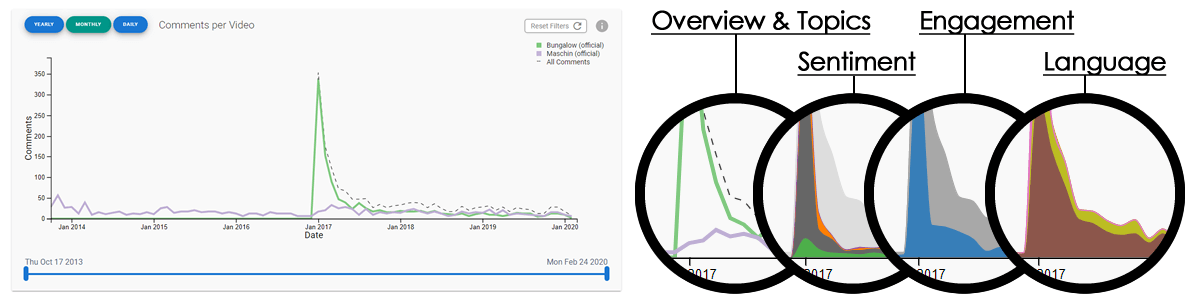 YEARLY
MONTHLY
DAILY
Comments per Video
Reset Filters
i
Bungalow (official)
Maschin (official)
All Comments
Comments
350
300
250
200
150
100
50
0
Jan 2014
Jan 2015
Jan 2016
Jan 2017
Jan 2018
Jan 2019
Jan 2020
Date
Thu Oct 17 2013
Mon Feb 24 2020
Overview & Topics
Engagement
Sentiment
Language
2017
2017
2017
2017